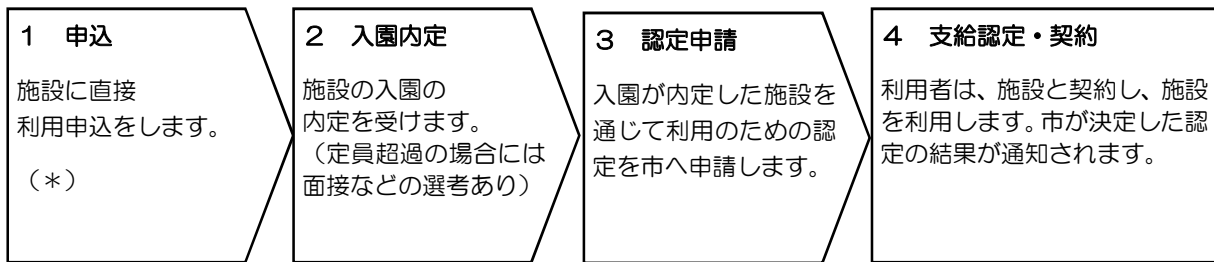 1 申込
施設に直接
利用申込をします。
（＊）
2 入園内定
施設の入園の
内定を受けます。
（定員超過の場合には
面接などの選考あり）
3 認定申請
入園が内定した施設を
通じて利用のための認
定を市へ申請します。
4 支給認定・契約
利用者は、施設と契約し、施設
を利用します。市が決定した認
定の結果が通知されます。